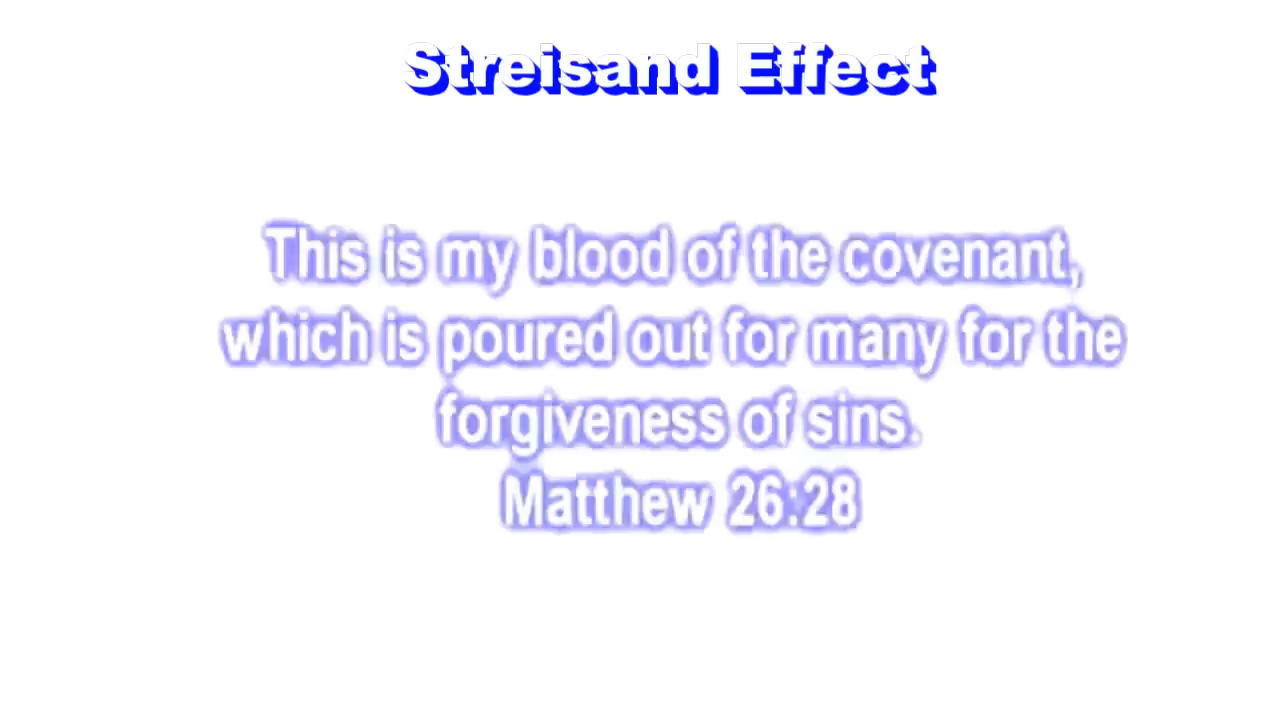 Streisand Effect
This is my blood of the covenant,
which is poured out for many for the
forgiveness of sins.
Matthew 26:28